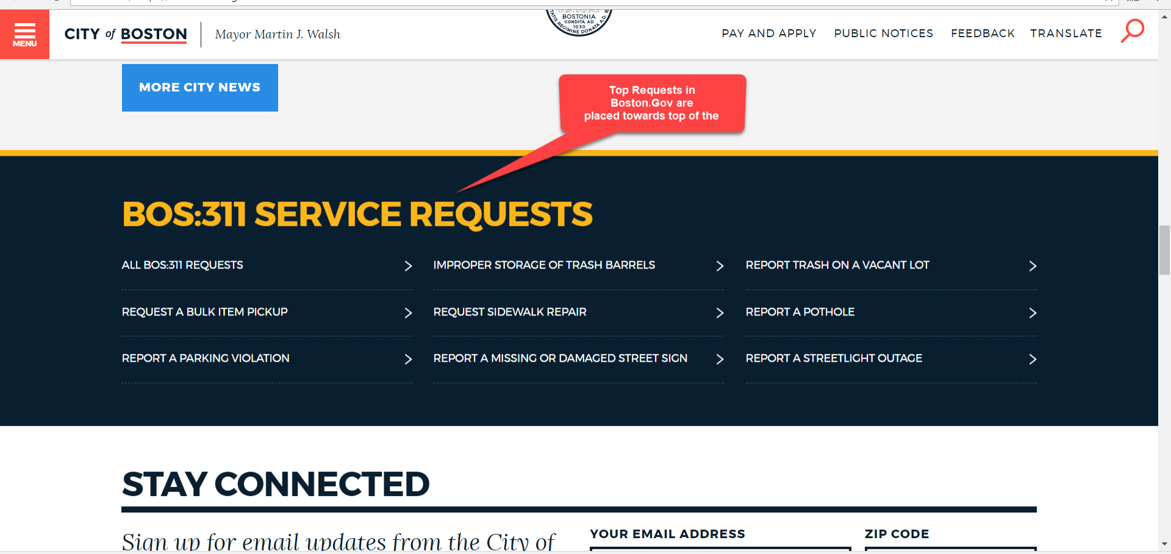 MENU
CITY of BOSTON
Mayor Martin J. Walsh
BOSTONIA
CONDITA AD
1630
PAY AND APPLY
PUBLIC NOTICES
FEEDBACK
TRANSLATE
MORE CITY NEWS
Top Requests in
Boston.Gov are
placed towards top of the
BOS:311 SERVICE REQUESTS
ALL BOS:311 REQUESTS
IMPROPER STORAGE OF TRASH BARRELS
REPORT TRASH ON A VACANT LOT
REQUEST A BULK ITEM PICKUP
REQUEST SIDEWALK REPAIR
REPORT A POTHOLE
REPORT A PARKING VIOLATION
REPORT A MISSING OR DAMAGED STREET SIGN
REPORT A STREETLIGHT OUTAGE
STAY CONNECTED
Sign up for email updates from the City of
YOUR EMAIL ADDRESS
ZIP CODE